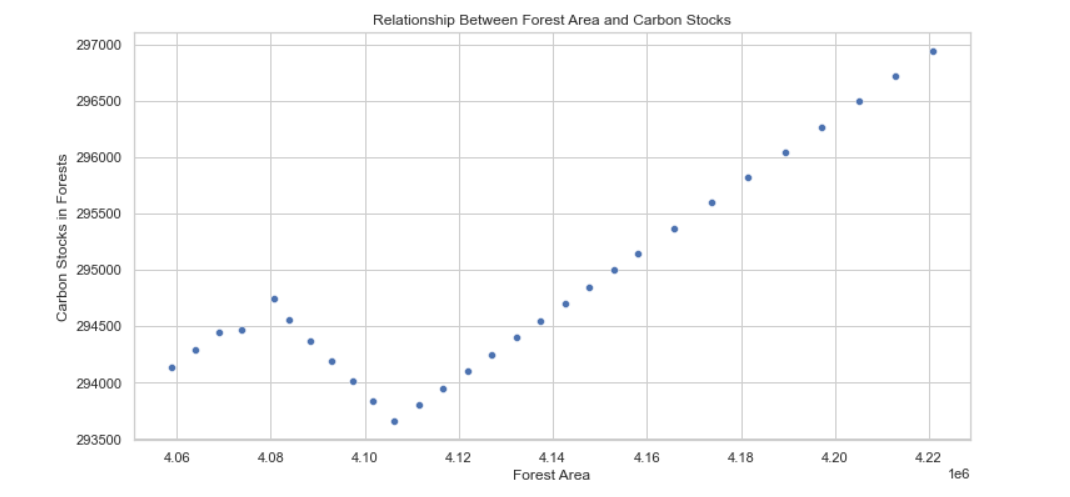 Relationship Between Forest Area and Carbon Stocks
297000
296500
296000
295500
295000
294500
294000
293500
Carbon Stocks in Forests
4.06 4.08 4.10 4.12 4.14 4.16 4.18 4.20 4.22
Forest Area
1e6